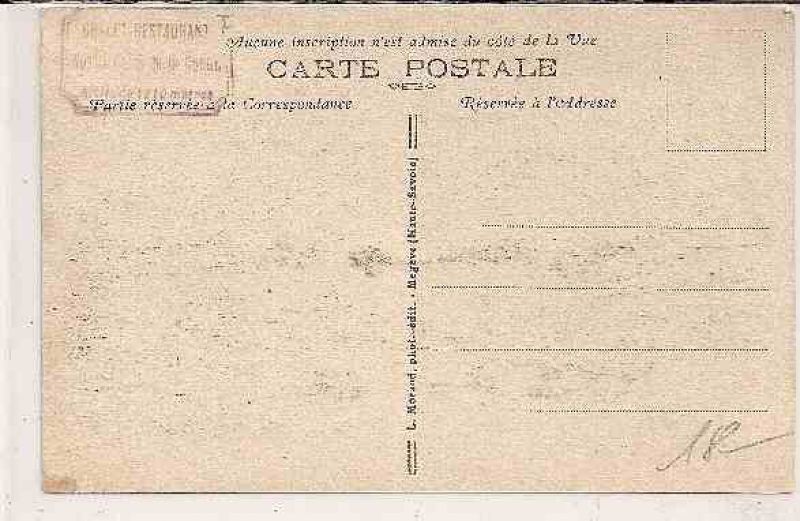 CHALET RESTAURANT
Aucune inscription n'est admise du côté de la Vue
CARTE POSTALE
Partie réservée à la Correspondance
Réservée à l'Adresse
L. Morand, phot.-édit. - Megève (Haute-Savoie)